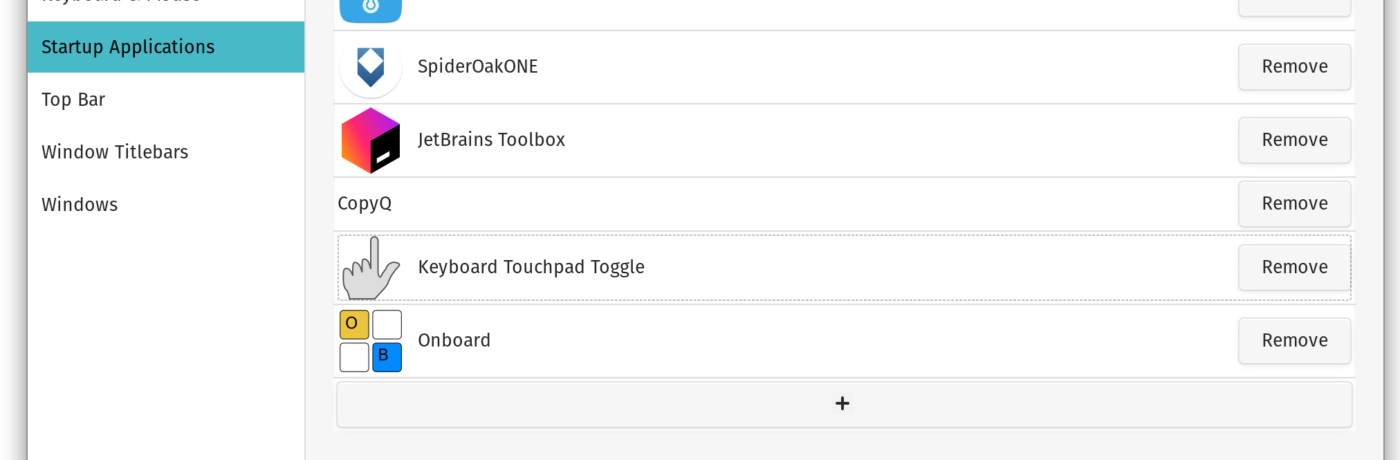 Keyboard & Mouse
Startup Applications
Top Bar
Window Titlebars
Windows
SpiderOakONE
Remove
JetBrains Toolbox
Remove
CopyQ
Remove
Keyboard Touchpad Toggle
Remove
O
B
Onboard
Remove
+